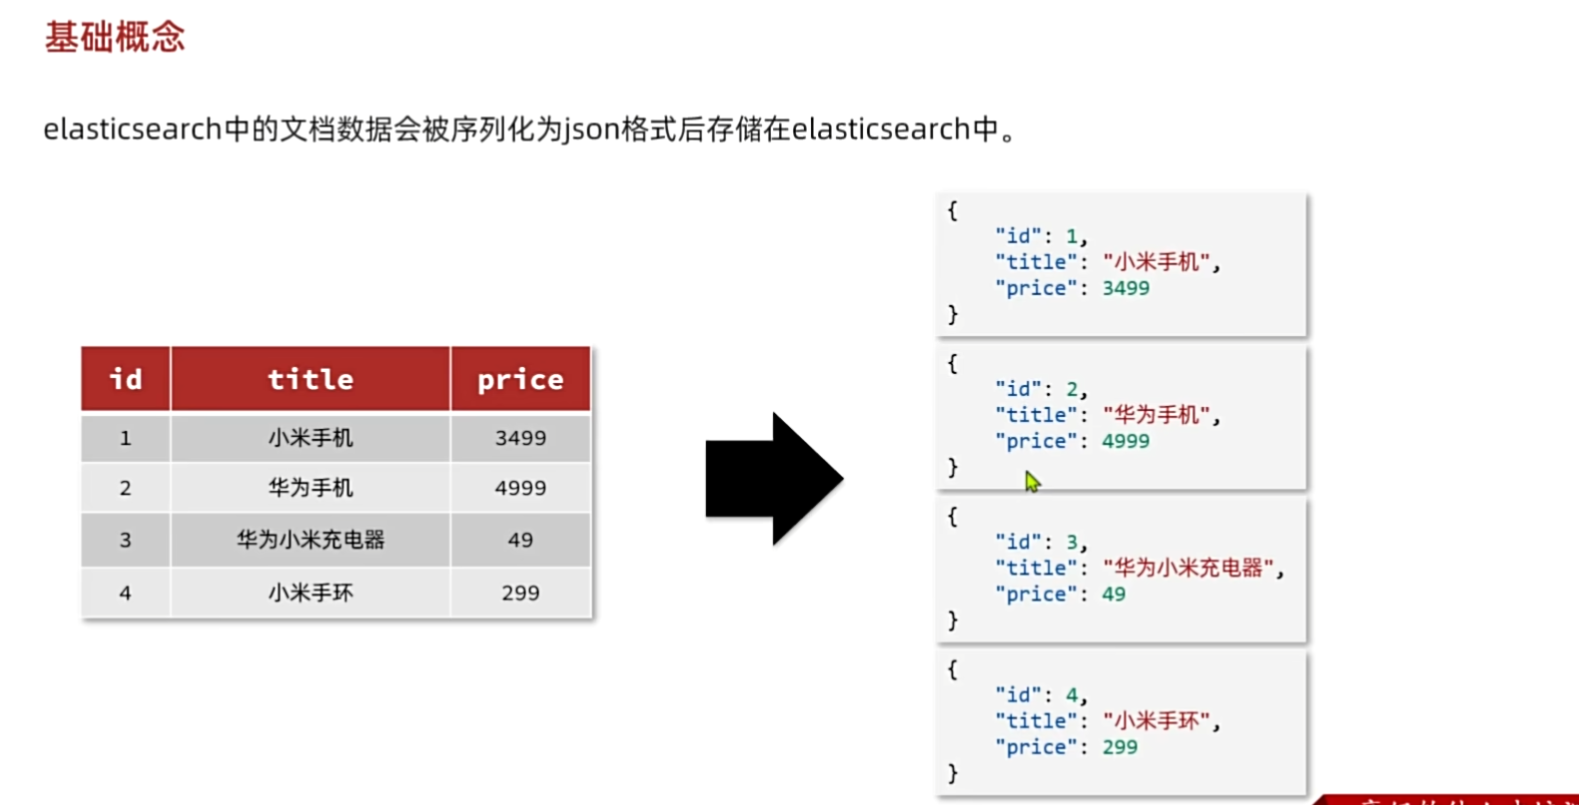 基础概念
elasticsearch中的文档数据会被序列化为json格式后存储在elasticsearch中。
id title price
1 小米手机 3499
2 华为手机 4999
3 华为小米充电器 49
4 小米手环 299
{
"id": 1,
"title": "小米手机",
"price": 3499
}
{
"id": 2,
"title": "华为手机",
"price": 4999
}
{
"id": 3,
"title": "华为小米充电器",
"price": 49
}
{
"id": 4,
"title": "小米手环",
"price": 299
}